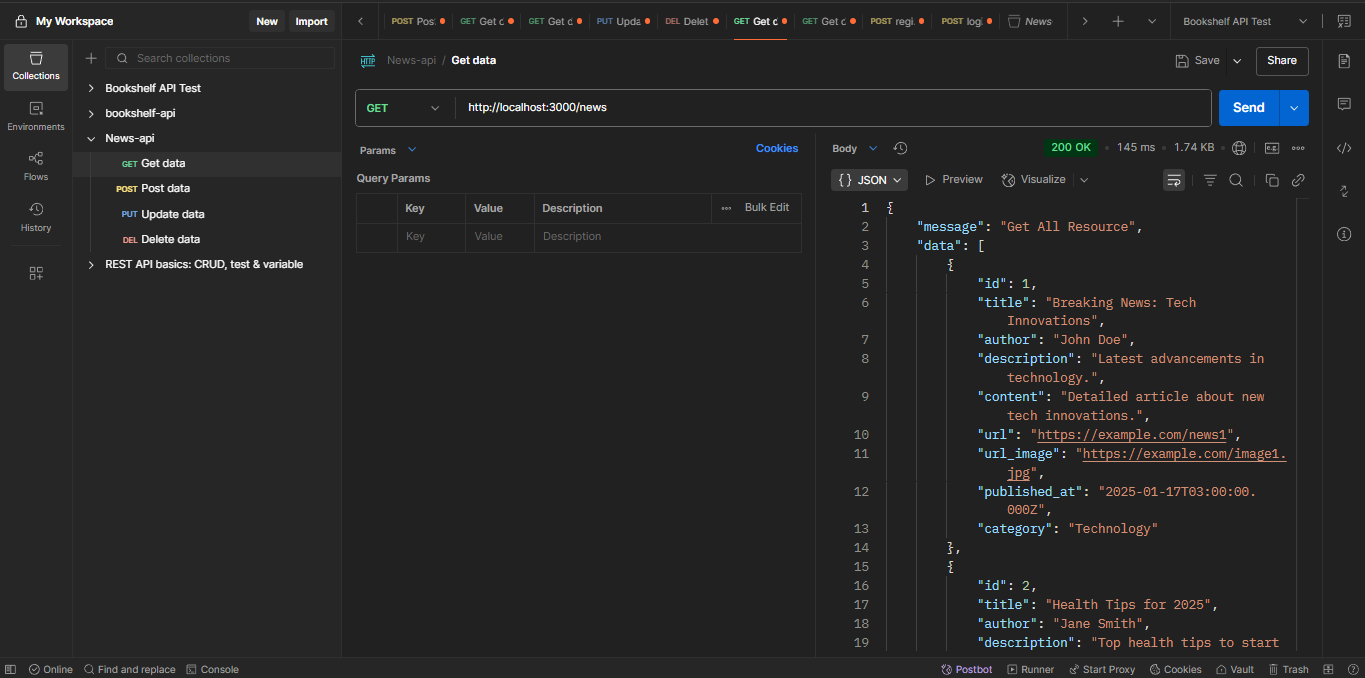 My Workspace
New
Import
POST Pos
GET Get c
GET Get c
PUT Upda
DEL Delet
GET Get c
GET Get c
POST regi
POST logi
News
Bookshelf API Test
Collections
Environments
Flows
History
Search collections
Bookshelf API Test
bookshelf-api
News-api
GET Get data
POST Post data
PUT Update data
DEL Delete data
REST API basics: CRUD, test & variable
HTTP
News-api / Get data
Save
Share
GET
http://localhost:3000/news
Send
Params
Cookies
Query Params
Key Value Description ••• Bulk Edit
Key Value Description
Body
200 OK • 145 ms • 1.74 KB
e.g.
{} JSON
Preview
Visualize
1 {
2 "message": "Get All Resource",
3 "data": [
4 {
5 "id": 1,
6 "title": "Breaking News: Tech
Innovations",
7 "author": "John Doe",
8 "description": "Latest advancements in
technology.",
9 "content": "Detailed article about new
tech innovations.",
10 "url": "https://example.com/news1",
11 "url_image": "https://example.com/image1.
jpg",
12 "published_at": "2025-01-17T03:00:00.
000Z",
13 "category": "Technology"
14 },
15 {
16 "id": 2,
17 "title": "Health Tips for 2025",
18 "author": "Jane Smith",
19 "description": "Top health tips to start
Online
Find and replace
Console
Postbot
Runner
Start Proxy
Cookies
Vault
Trash